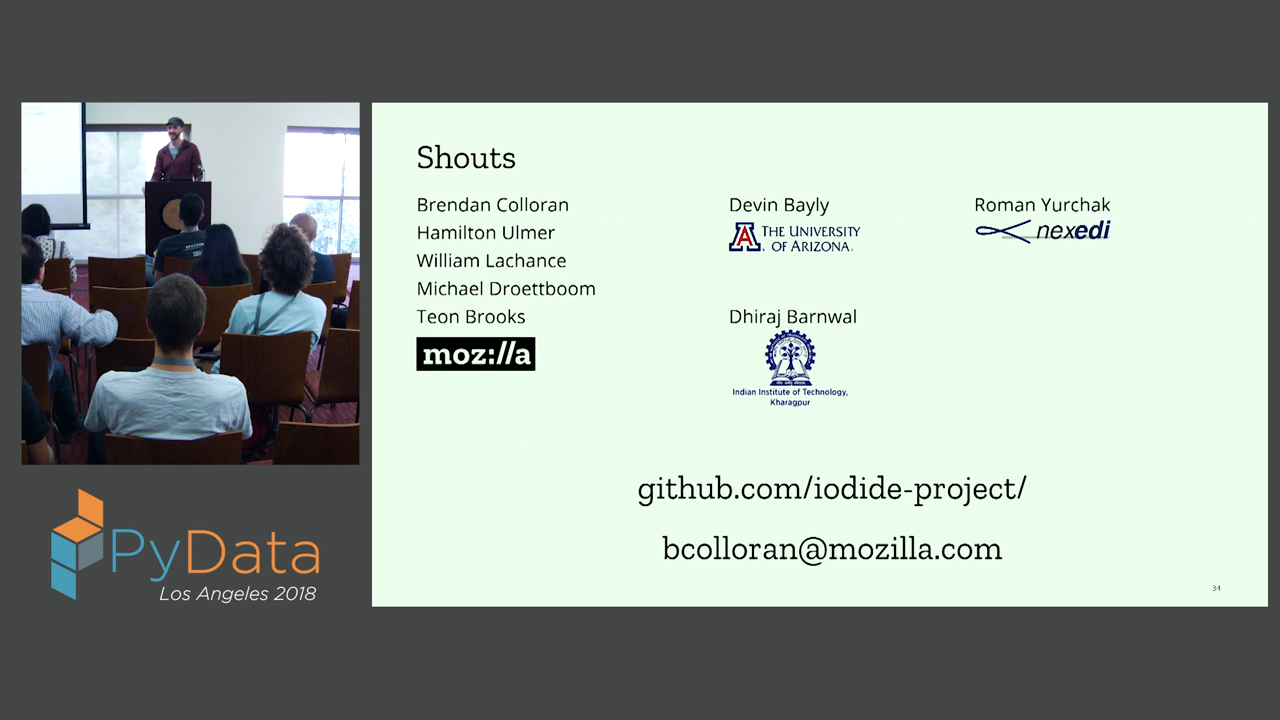 Shouts
Brendan Colloran
Hamilton Ulmer
William Lachance
Michael Droettboom
Teon Brooks
moz://a
Devin Bayly
A THE UNIVERSITY
OF ARIZONA.
Dhiraj Barnwal
Indian Institute of Technology,
Kharagpur
Roman Yurchak
nexedi
github.com/iodide-project/
bcolloran@mozilla.com
34
PyData
Los Angeles 2018